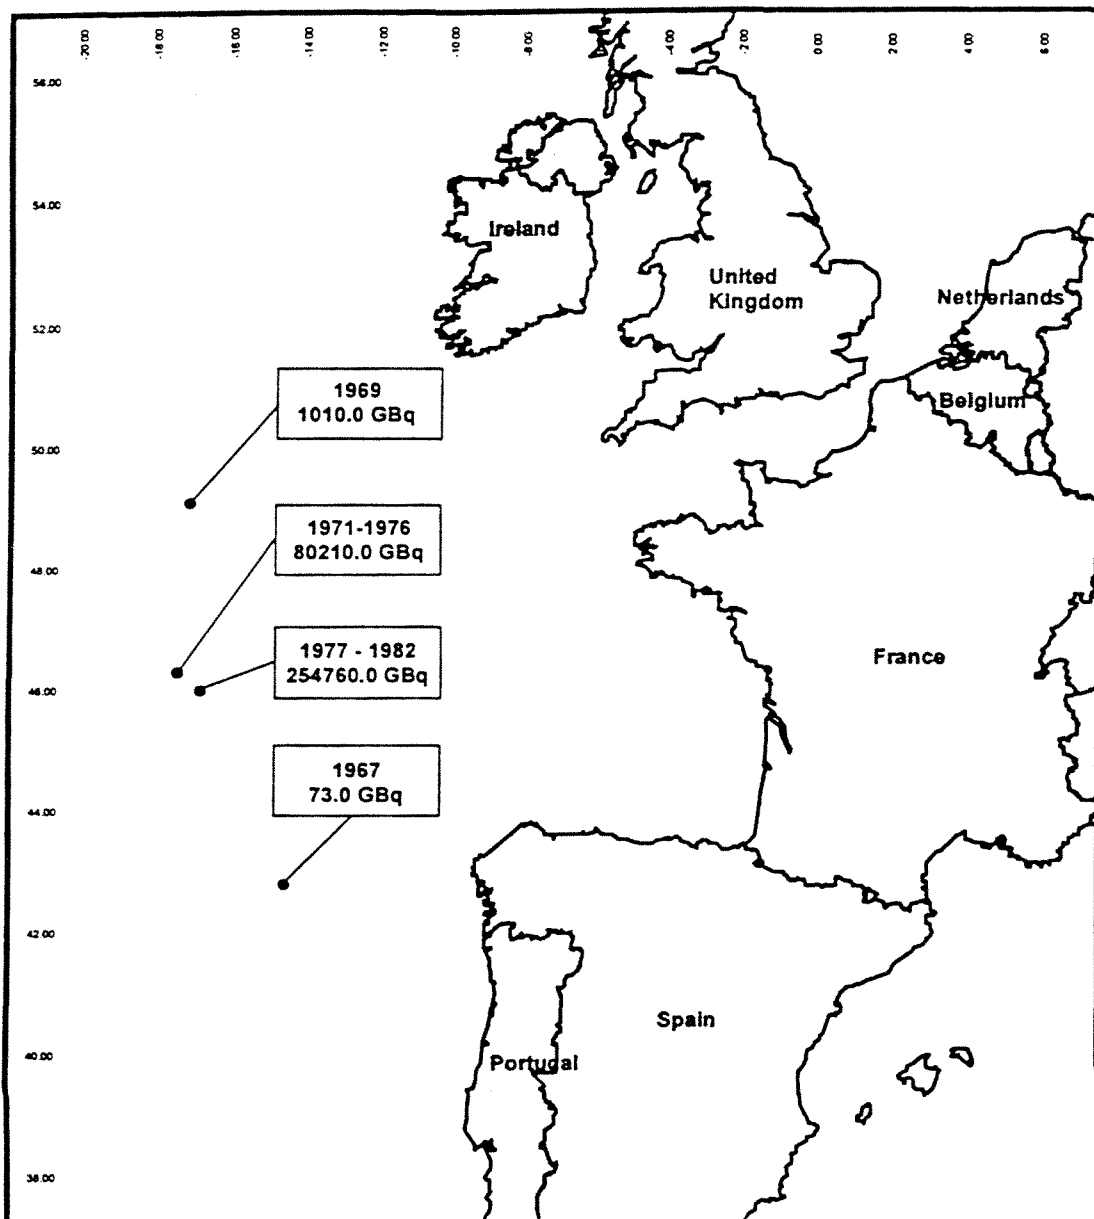 -20.00 -18.00 -16.00 -14.00 -12.00 -10.00 -8.00 -6.00 -4.00 -2.00 0.00 2.00 4.00 6.00
56.00
54.00
Ireland
United
Kingdom
Netherlands
52.00
1969
1010.0 GBq
Belgium
50.00
1971-1976
80210.0 GBq
48.00
1977 - 1982
254760.0 GBq
France
46.00
1967
73.0 GBq
44.00
42.00
Spain
40.00
Portugal
38.00